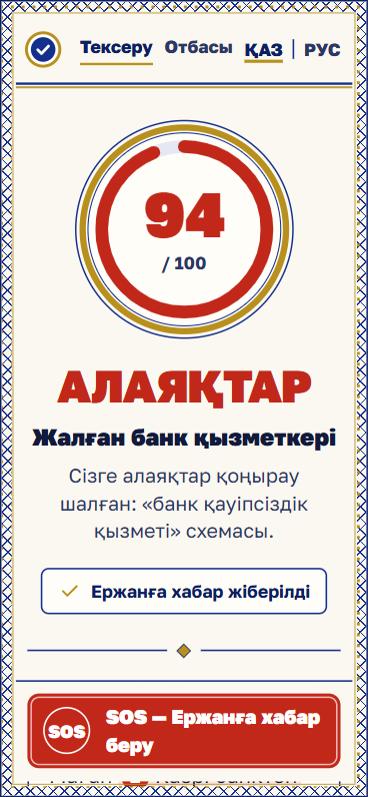 Тексеру Отбасы ҚАЗ | РУС
94
/ 100
АЛАЯҚТАР
Жалған банк қызметкері
Сізге алаяқтар қоңырау
шалған: «банк қауіпсіздік
қызметі» схемасы.
Ержанға хабар жіберілді
SOS
SOS — Ержанға хабар
беру